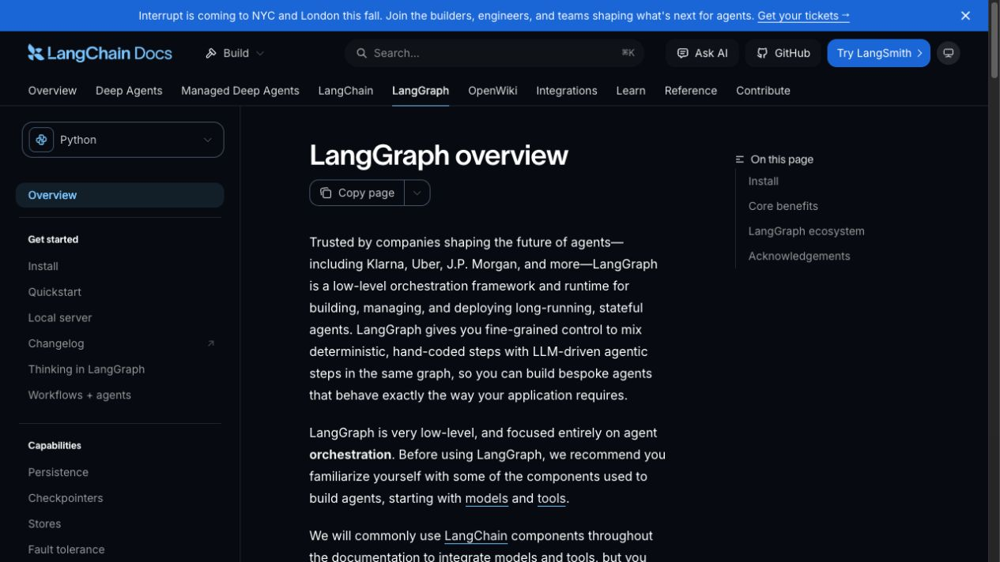 Interrupt is coming to NYC and London this fall. Join the builders, engineers, and teams shaping what's next for agents. Get your tickets→
LangChain Docs
Build
Search...
⌘K
Ask AI
GitHub
Try LangSmith
Overview
Deep Agents
Managed Deep Agents
LangChain
LangGraph
OpenWiki
Integrations
Learn
Reference
Contribute
Python
Overview
Get started
Install
Quickstart
Local server
Changelog
Thinking in LangGraph
Workflows + agents
Capabilities
Persistence
Checkpointers
Stores
Fault tolerance
LangGraph overview
Copy page
Trusted by companies shaping the future of agents—
including Klarna, Uber, J.P. Morgan, and more—LangGraph
is a low-level orchestration framework and runtime for
building, managing, and deploying long-running, stateful
agents. LangGraph gives you fine-grained control to mix
deterministic, hand-coded steps with LLM-driven agentic
steps in the same graph, so you can build bespoke agents
that behave exactly the way your application requires.
LangGraph is very low-level, and focused entirely on agent
orchestration. Before using LangGraph, we recommend you
familiarize yourself with some of the components used to
build agents, starting with models and tools.
We will commonly use LangChain components throughout
the documentation to integrate models and tools, but you
On this page
Install
Core benefits
LangGraph ecosystem
Acknowledgements